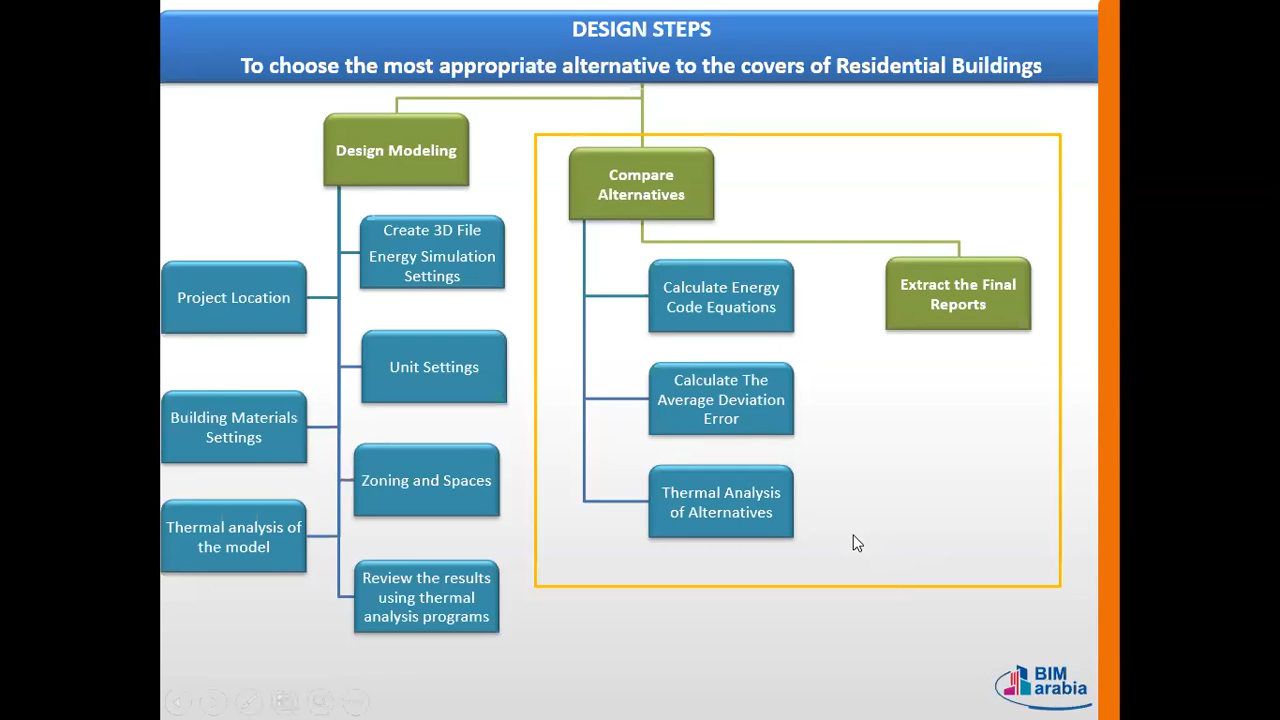 DESIGN STEPS
To choose the most appropriate alternative to the covers of Residential Buildings
Design Modeling
Create 3D File
Energy Simulation
Settings
Project Location
Unit Settings
Building Materials
Settings
Zoning and Spaces
Thermal analysis of
the model
Review the results
using thermal
analysis programs
Compare
Alternatives
Calculate Energy
Code Equations
Calculate The
Average Deviation
Error
Thermal Analysis
of Alternatives
Extract the Final
Reports
BIM
arabia